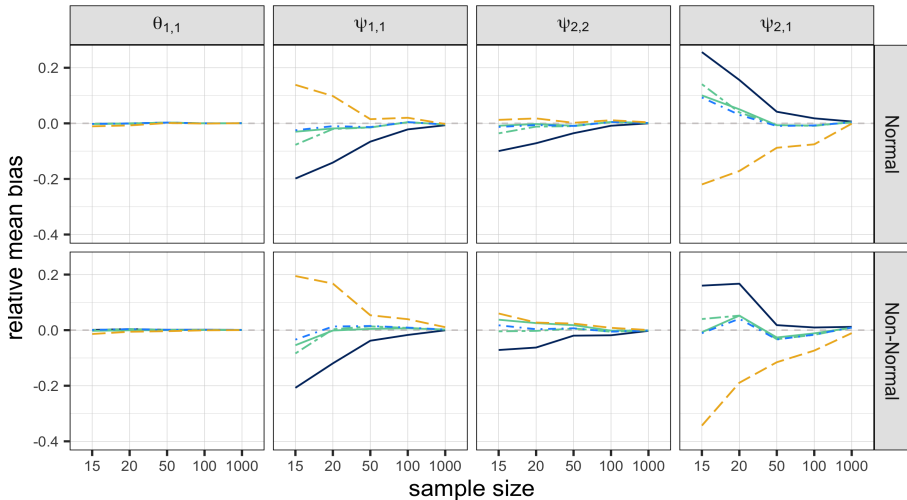 θ1,1 ψ1,1 ψ2,2 ψ2,1
relative mean bias
0.2
0.0
-0.2
-0.4
Normal
0.2
0.0
-0.2
-0.4
Non-Normal
15 20 50 100 1000 15 20 50 100 1000 15 20 50 100 1000 15 20 50 100 1000
sample size